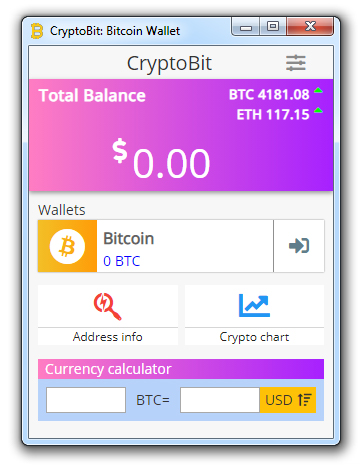 CryptoBit: Bitcoin Wallet
CryptoBit
Total Balance
BTC 4181.08
ETH 117.15
$0.00
Wallets
Bitcoin
0 BTC
Address info
Crypto chart
Currency calculator
BTC=
USD